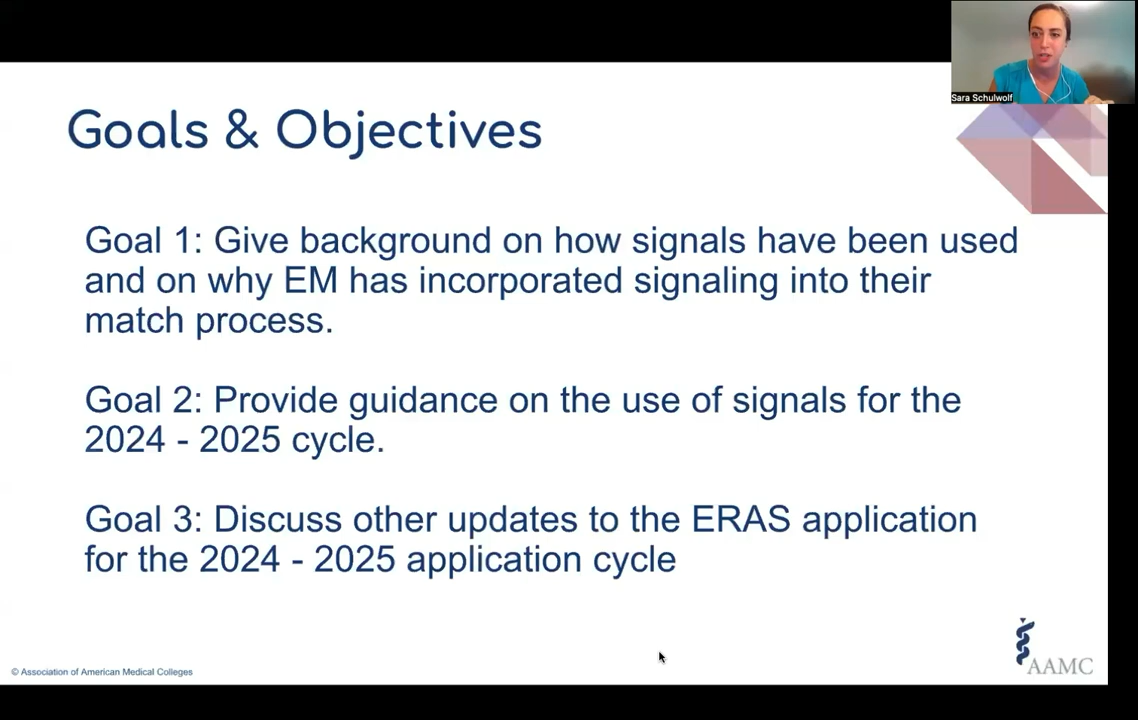 Sara Schulwolf
Goals & Objectives
Goal 1: Give background on how signals have been used
and on why EM has incorporated signaling into their
match process.
Goal 2: Provide guidance on the use of signals for the
2024 - 2025 cycle.
Goal 3: Discuss other updates to the ERAS application
for the 2024 - 2025 application cycle
© Association of American Medical Colleges
AAMC